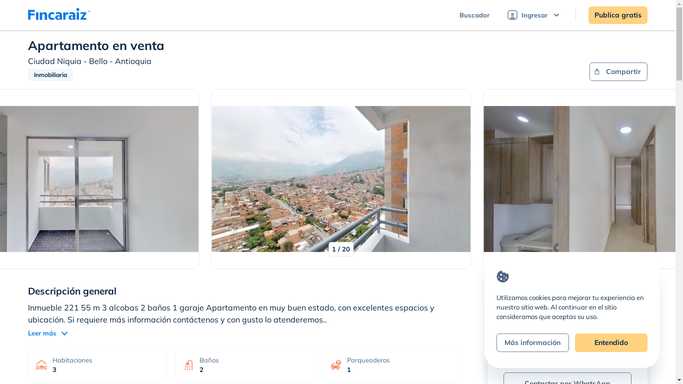 Fincaraiz
Buscador
Ingresar
Publica gratis
Apartamento en venta
Ciudad Niquia - Bello - Antioquia
Inmobiliaria
Compartir
1 / 20
Descripción general
Inmueble 221 55 m 3 alcobas 2 baños 1 garaje Apartamento en muy buen estado, con excelentes espacios y
ubicación. Si requiere más información contáctenos y con gusto lo atenderemos..
Leer más
Habitaciones
3
Baños
2
Parqueaderos
1
Utilizamos cookies para mejorar tu experiencia en
nuestro sitio web. Al continuar en el sitio
consideramos que aceptas su uso.
Más información
Entendido
Contactar por WhatsApp